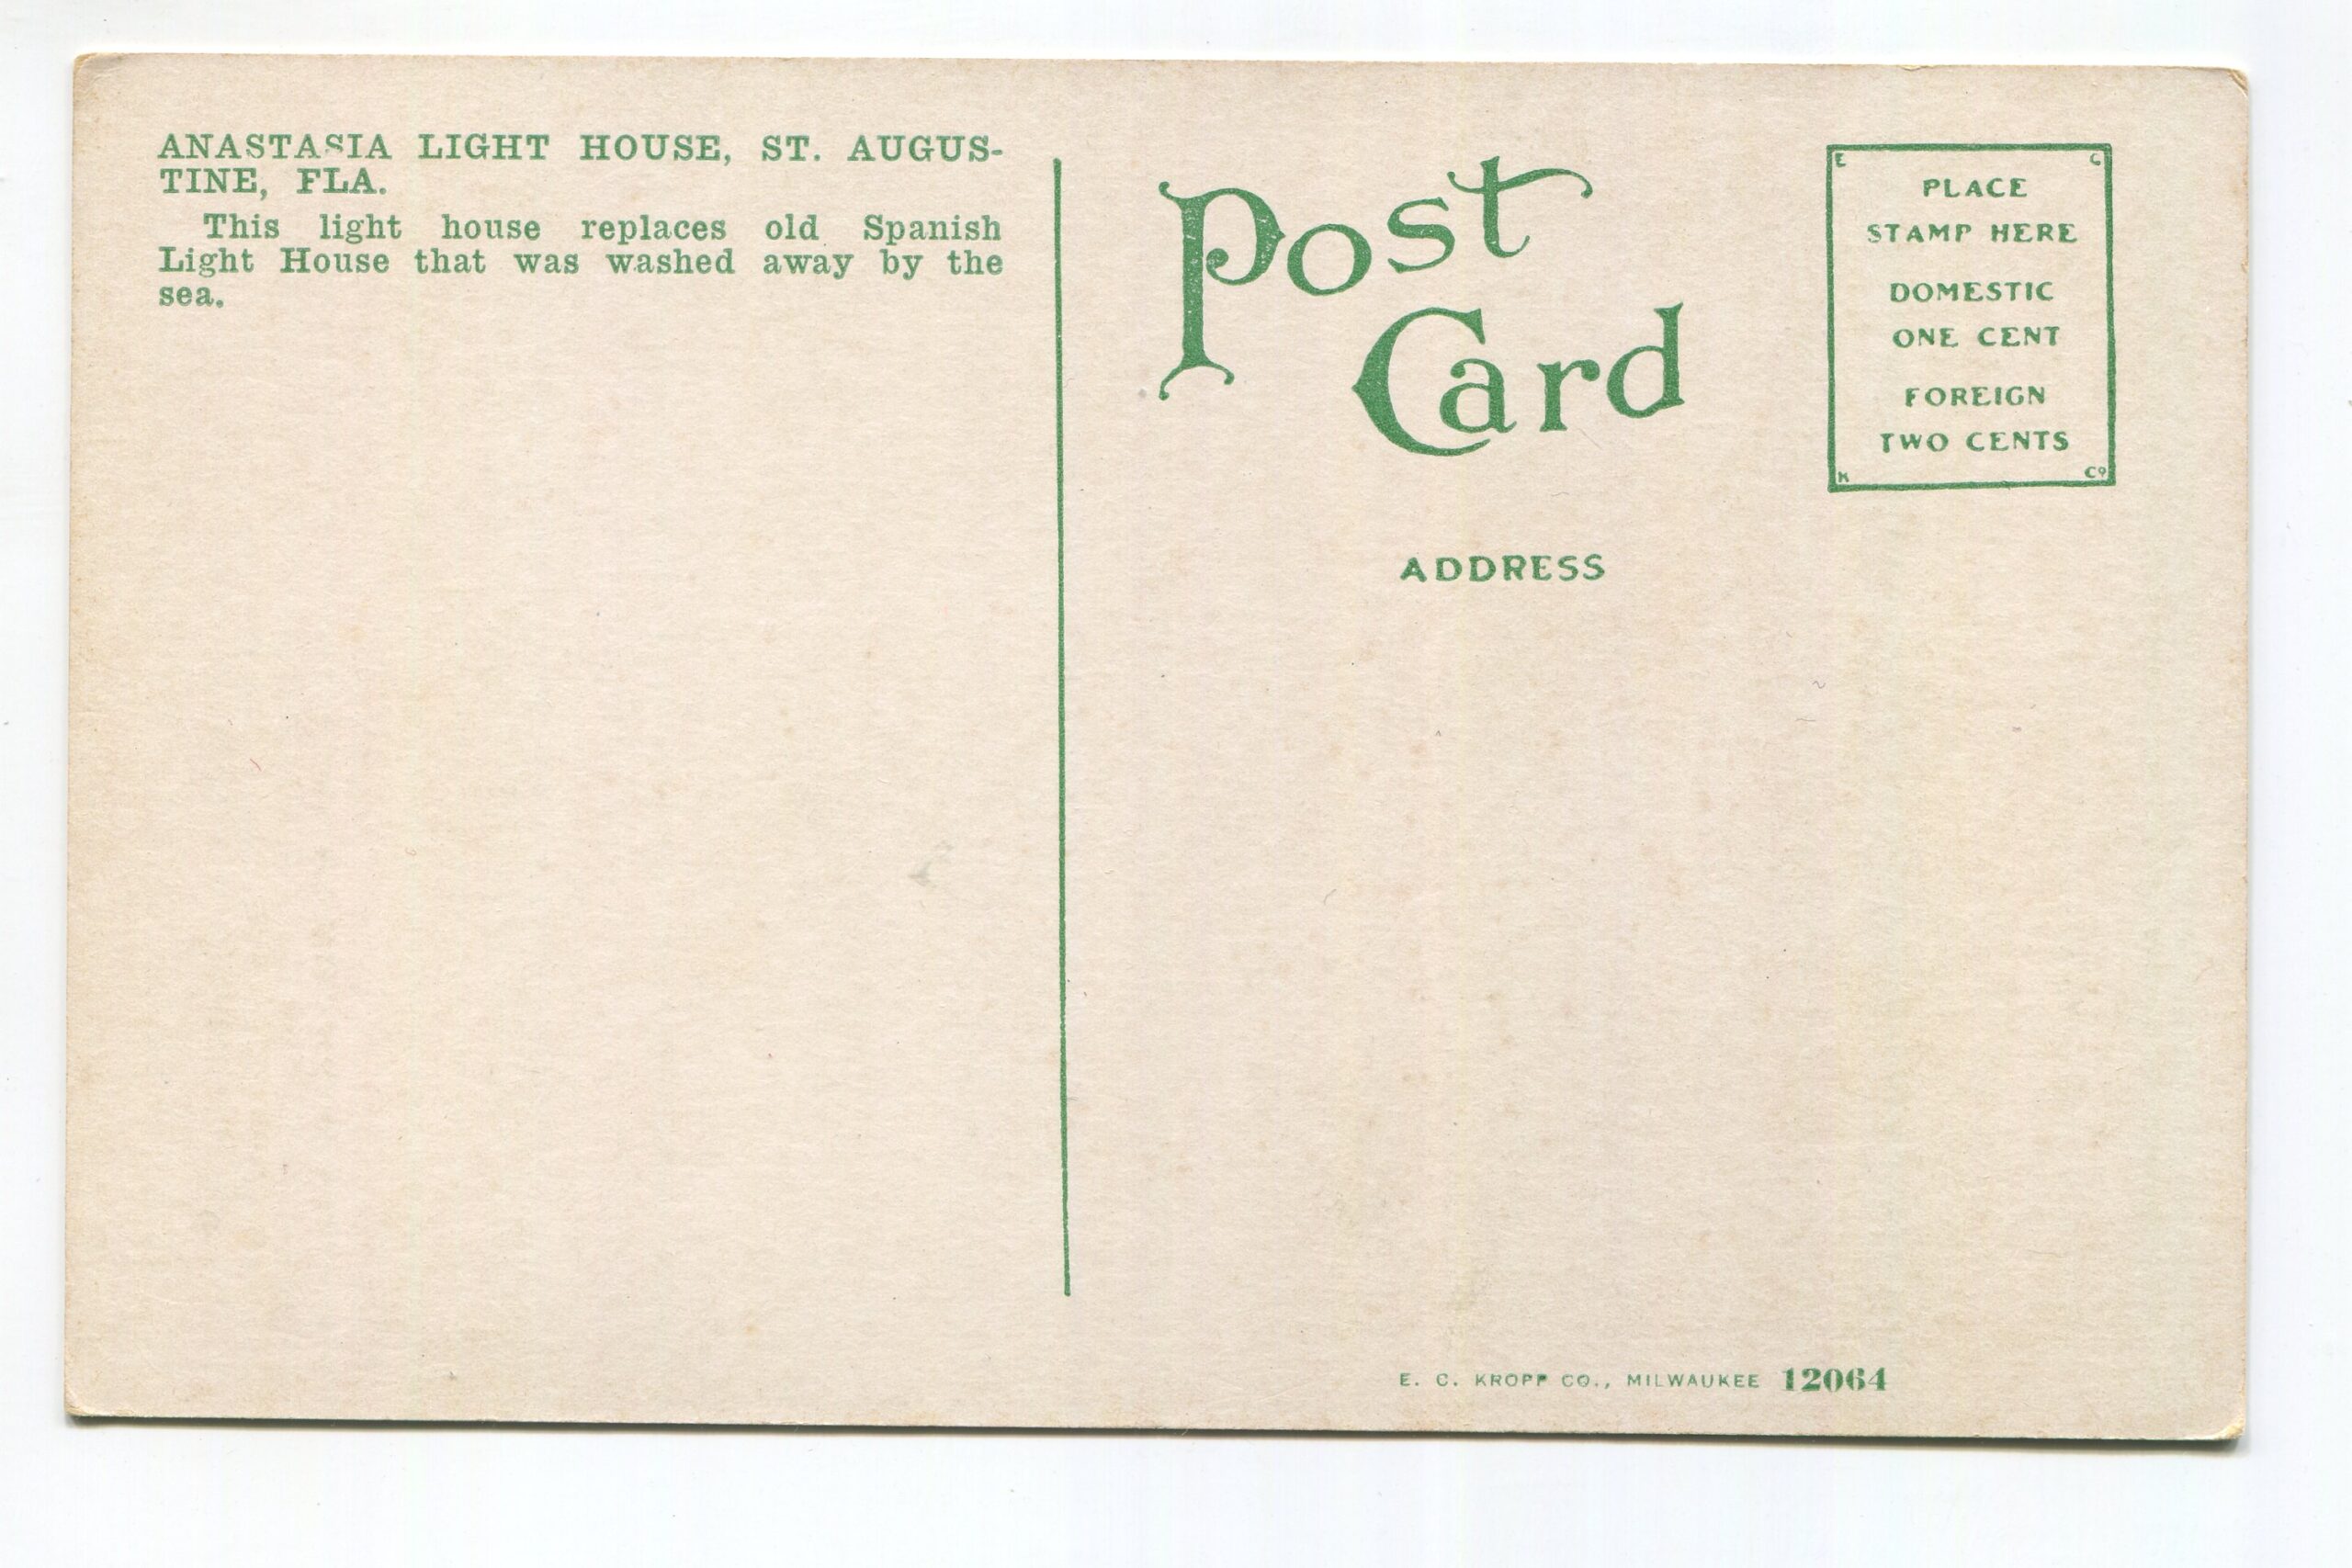 ANASTASIA LIGHT HOUSE, ST. AUGUS-
TINE, FLA.
This light house replaces old Spanish
Light House that was washed away by the
sea.
Post
Card
E C
PLACE
STAMP HERE
DOMESTIC
ONE CENT
FOREIGN
TWO CENTS
K Co
ADDRESS
E. C. KROPP CO., MILWAUKEE 12064